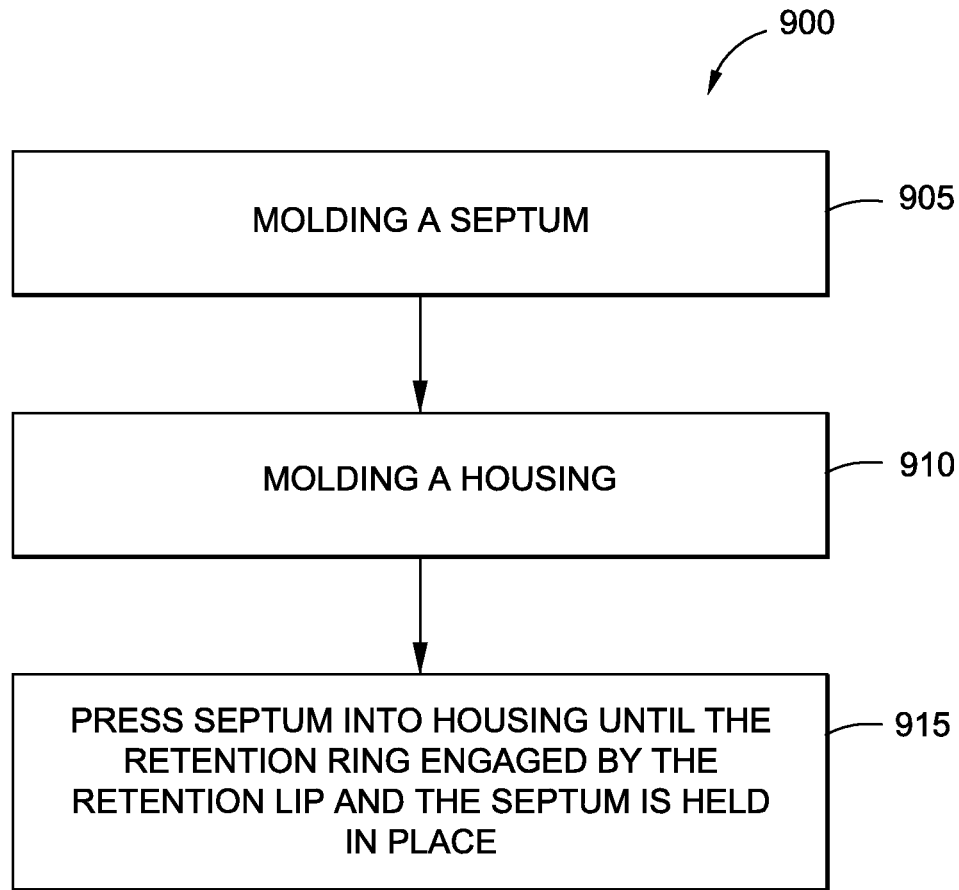 900
MOLDING A SEPTUM
905
MOLDING A HOUSING
910
PRESS SEPTUM INTO HOUSING UNTIL THE
RETENTION RING ENGAGED BY THE
RETENTION LIP AND THE SEPTUM IS HELD
IN PLACE
915